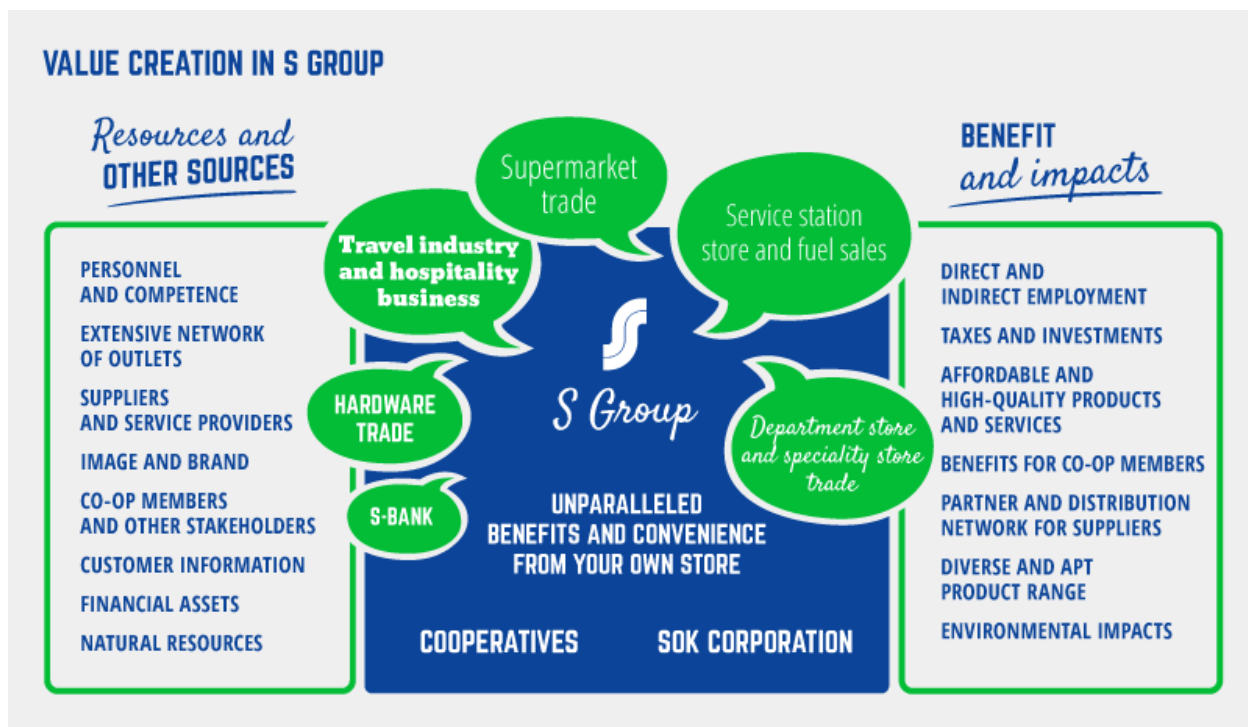 VALUE CREATION IN S GROUP
Resources and
OTHER SOURCES
PERSONNEL
AND COMPETENCE
EXTENSIVE NETWORK
OF OUTLETS
SUPPLIERS
AND SERVICE PROVIDERS
IMAGE AND BRAND
CO-OP MEMBERS
AND OTHER STAKEHOLDERS
CUSTOMER INFORMATION
FINANCIAL ASSETS
NATURAL RESOURCES
Supermarket
trade
Travel industry
and hospitality
business
Service station
store and fuel sales
HARDWARE
TRADE
S-BANK
Department store
and speciality store
trade
S Group
UNPARALLELED
BENEFITS AND CONVENIENCE
FROM YOUR OWN STORE
COOPERATIVES
SOK CORPORATION
BENEFIT
and impacts
DIRECT AND
INDIRECT EMPLOYMENT
TAXES AND INVESTMENTS
AFFORDABLE AND
HIGH-QUALITY PRODUCTS
AND SERVICES
BENEFITS FOR CO-OP MEMBERS
PARTNER AND DISTRIBUTION
NETWORK FOR SUPPLIERS
DIVERSE AND APT
PRODUCT RANGE
ENVIRONMENTAL IMPACTS